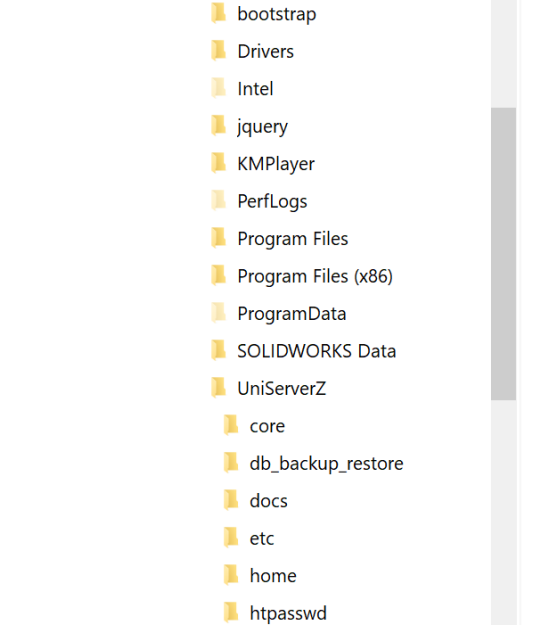 bootstrap
Drivers
Intel
jquery
KMPlayer
PerfLogs
Program Files
Program Files (x86)
ProgramData
SOLIDWORKS Data
UniServerZ
core
db_backup_restore
docs
etc
home
htpasswd